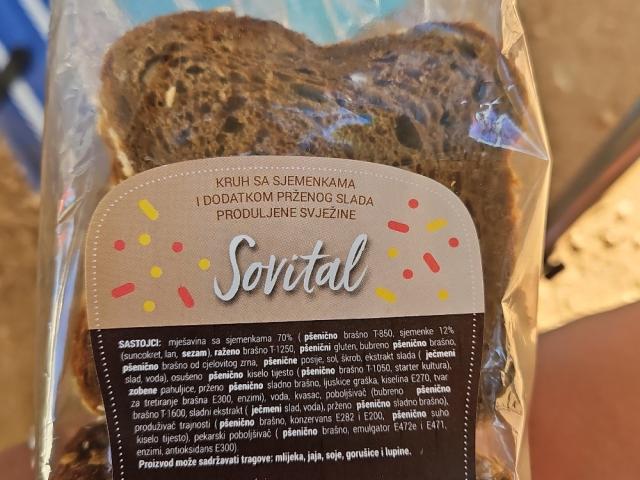 KRUH SA SJEMENKAMA
I DODATKOM PRŽENOG SLADA
PRODULJENE SVJEŽINE
Sovital
SASTOJCI: mješavina sa sjemenkama 70% ( pšenično brašno T-850, sjemenke 12%
(suncokret, lan, sezam), raženo brašno T-1250, pšenični gluten, bubreno pšenično brašno,
pšenično brašno od cjelovitog zrna, pšenične posije, sol, škrob, ekstrakt slada ( ječmeni
slad, voda), osušeno pšenično kiselo tijesto ( pšenično brašno T-1050, starter kultura),
zobene pahuljice, prženo pšenično sladno brašno, ljuskice graška, kiselina E270, tvar
za tretiranje brašna E300, enzimi), voda, kvasac, poboljšivač (bubreno pšenično
brašno T-1600, sladni ekstrakt ( ječmeni slad, voda), prženo pšenično sladno brašno),
produživač trajnosti ( pšenično brašno, konzervans E282 i E200, pšenično suho
kiselo tijesto), pekarski poboljšivač ( pšenično brašno, emulgator E472e i E471,
enzimi, antioksidans E300)
Proizvod može sadržavati tragove: mlijeka, jaja, soje, gorušice i lupine.